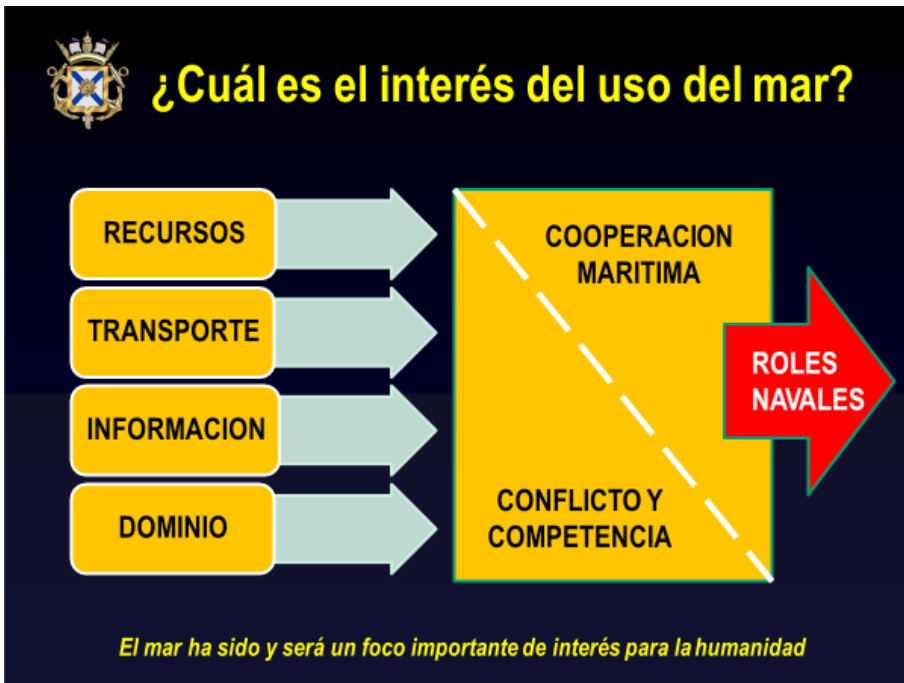 ¿Cuál es el interés del uso del mar?
RECURSOS
TRANSPORTE
INFORMACION
DOMINIO
COOPERACION
MARITIMA
CONFLICTO Y
COMPETENCIA
ROLES
NAVALES
El mar ha sido y será un foco importante de interés para la humanidad